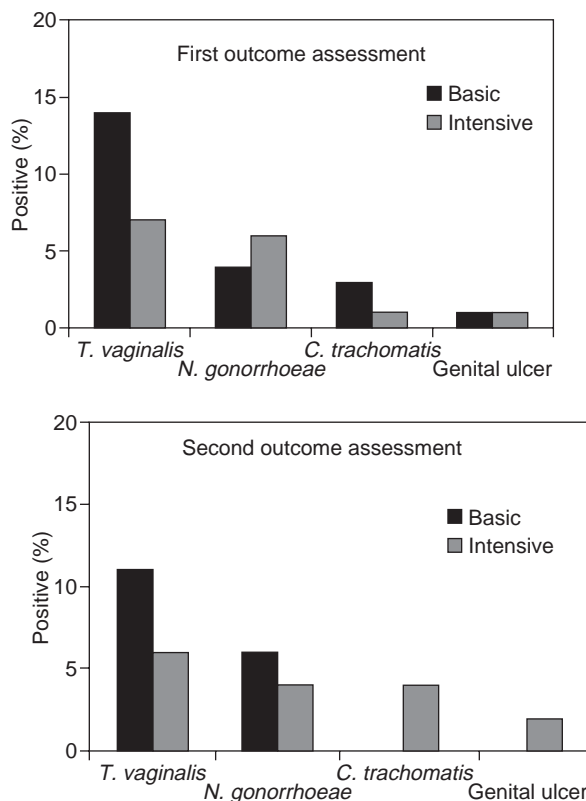 20
First outcome assessment
Basic
Intensive
15
10
5
0
Positive (%)
T. vaginalis
N. gonorrhoeae
C. trachomatis
Genital ulcer
20
Second outcome assessment
Basic
Intensive
15
10
5
0
Positive (%)
T. vaginalis
N. gonorrhoeae
C. trachomatis
Genital ulcer